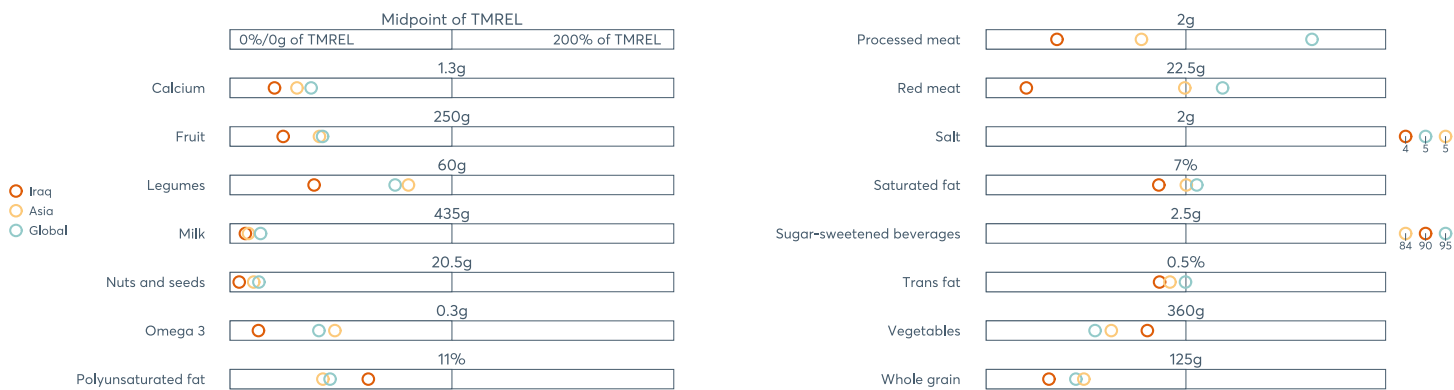 Midpoint of TMREL
0%/0g of TMREL
200% of TMREL
1.3g
Calcium
250g
Fruit
60g
Legumes
435g
Milk
20.5g
Nuts and seeds
0.3g
Omega 3
11%
Polyunsaturated fat
Iraq
Asia
Global
2g
Processed meat
22.5g
Red meat
2g
Salt
4 5 5
7%
Saturated fat
2.5g
Sugar-sweetened beverages
84 90 95
0.5%
Trans fat
360g
Vegetables
125g
Whole grain